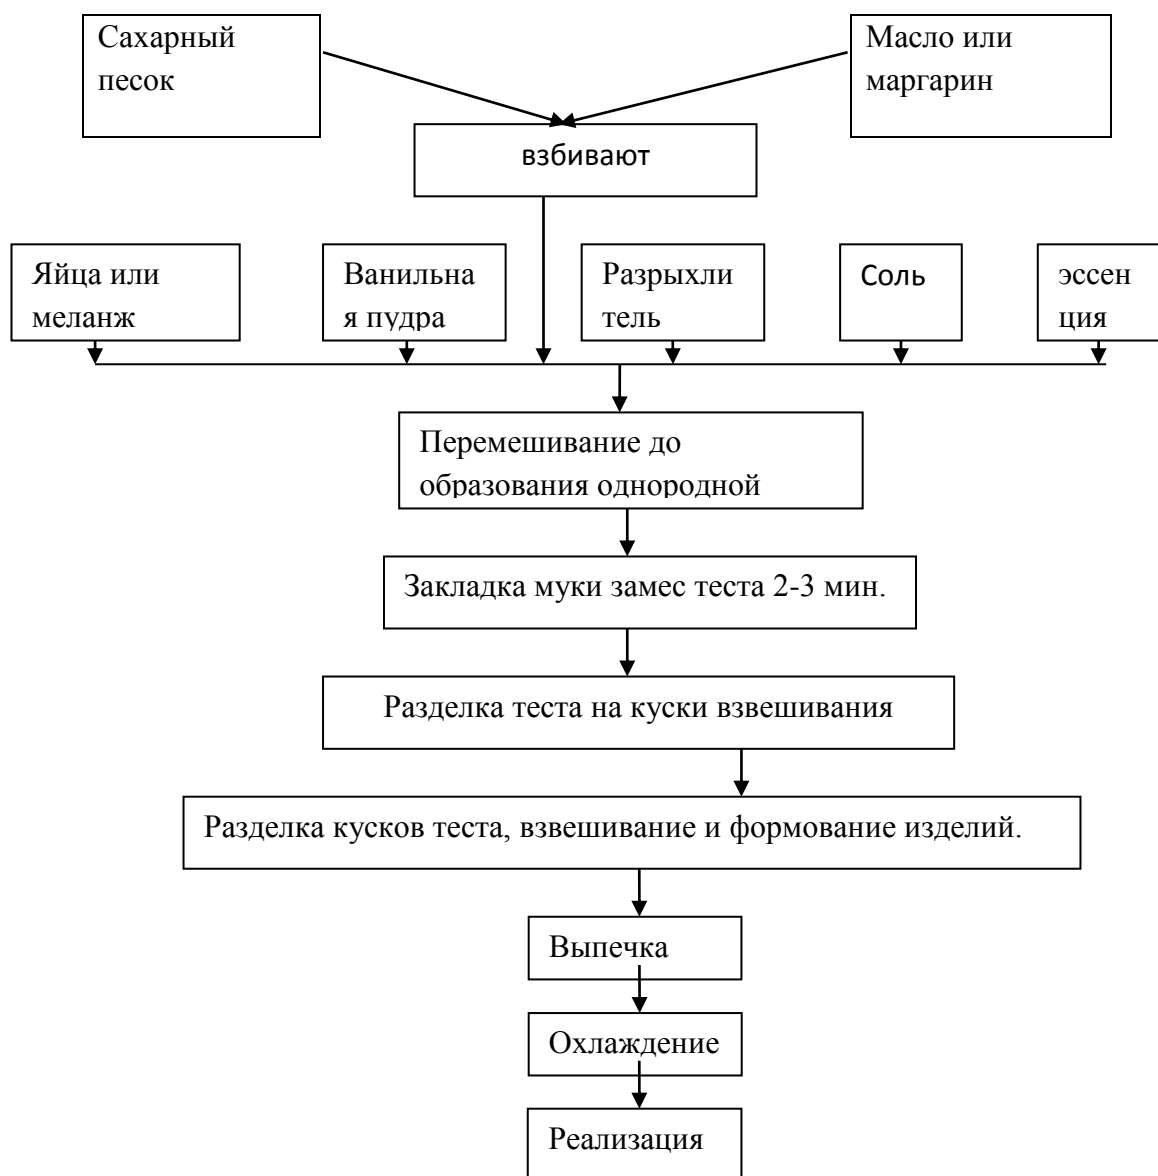 Сахарный
песок
Масло или
маргарин
взбивают
Яйца или
меланж
Ванильна
я пудра
Разрыхли
тель
Соль
эссен
ция
Перемешивание до
образования однородной
Закладка муки замес теста 2-3 мин.
Разделка теста на куски взвешивания
Разделка кусков теста, взвешивание и формование изделий.
Выпечка
Охлаждение
Реализация